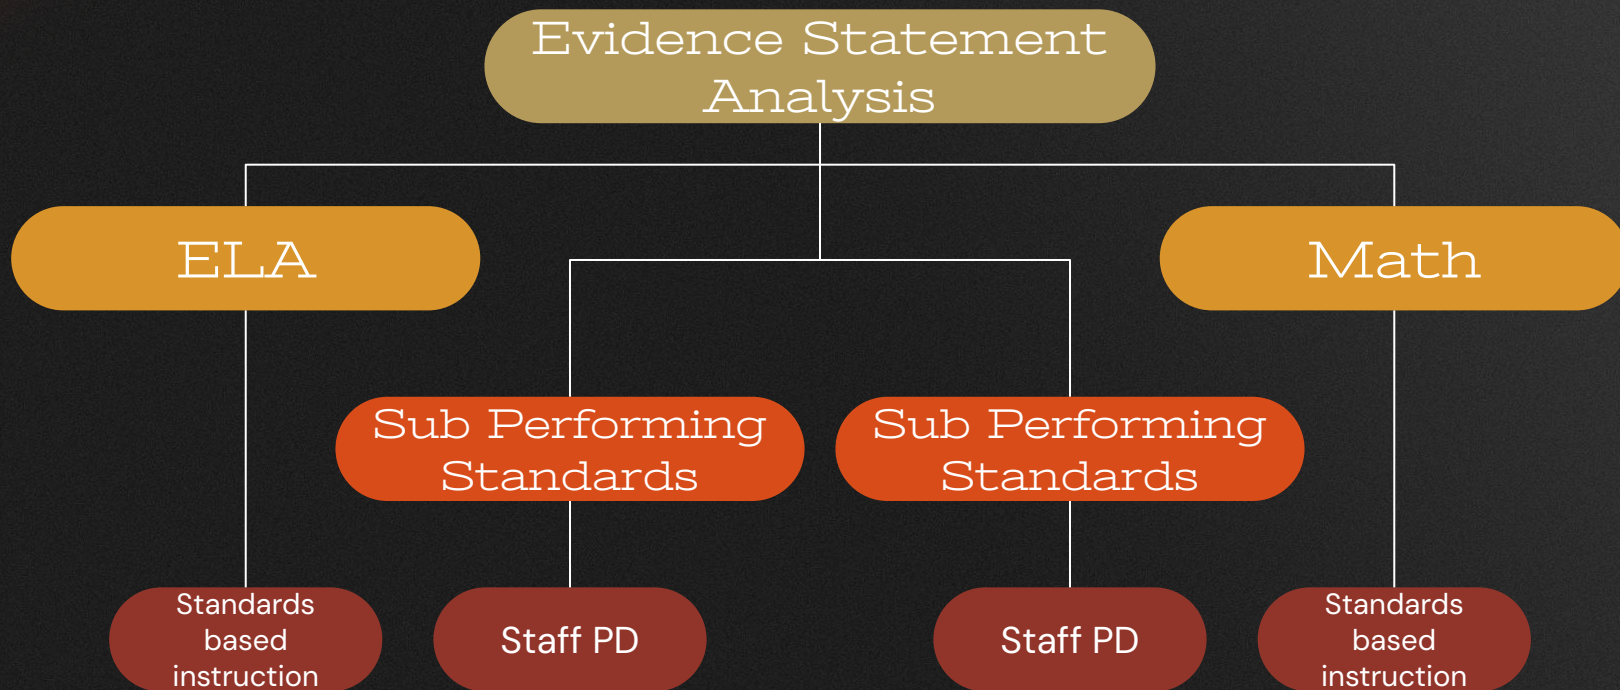 Evidence Statement
Analysis
ELA
Math
Sub Performing
Standards
Sub Performing
Standards
Standards
based
instruction
Staff PD
Staff PD
Standards
based
instruction